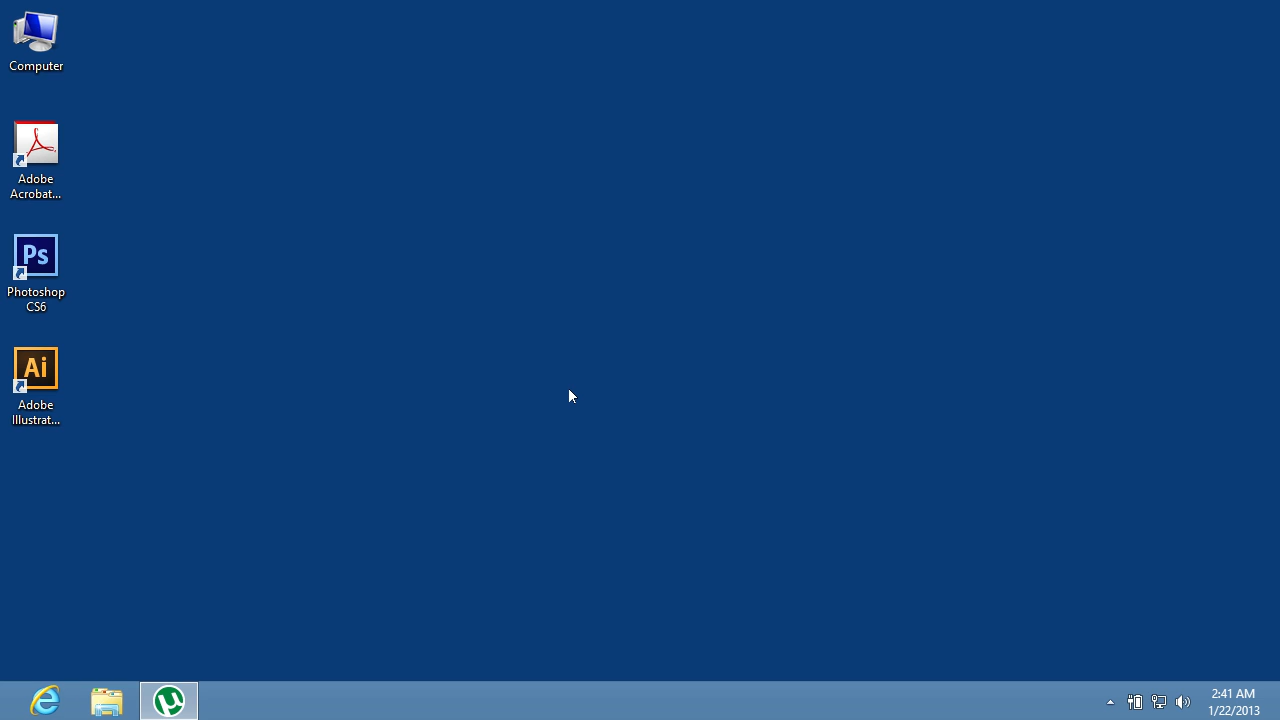 Computer
Adobe
Acrobat...
Ps
Photoshop
CS6
Ai
Adobe
Illustrat...
2:41 AM
1/22/2013